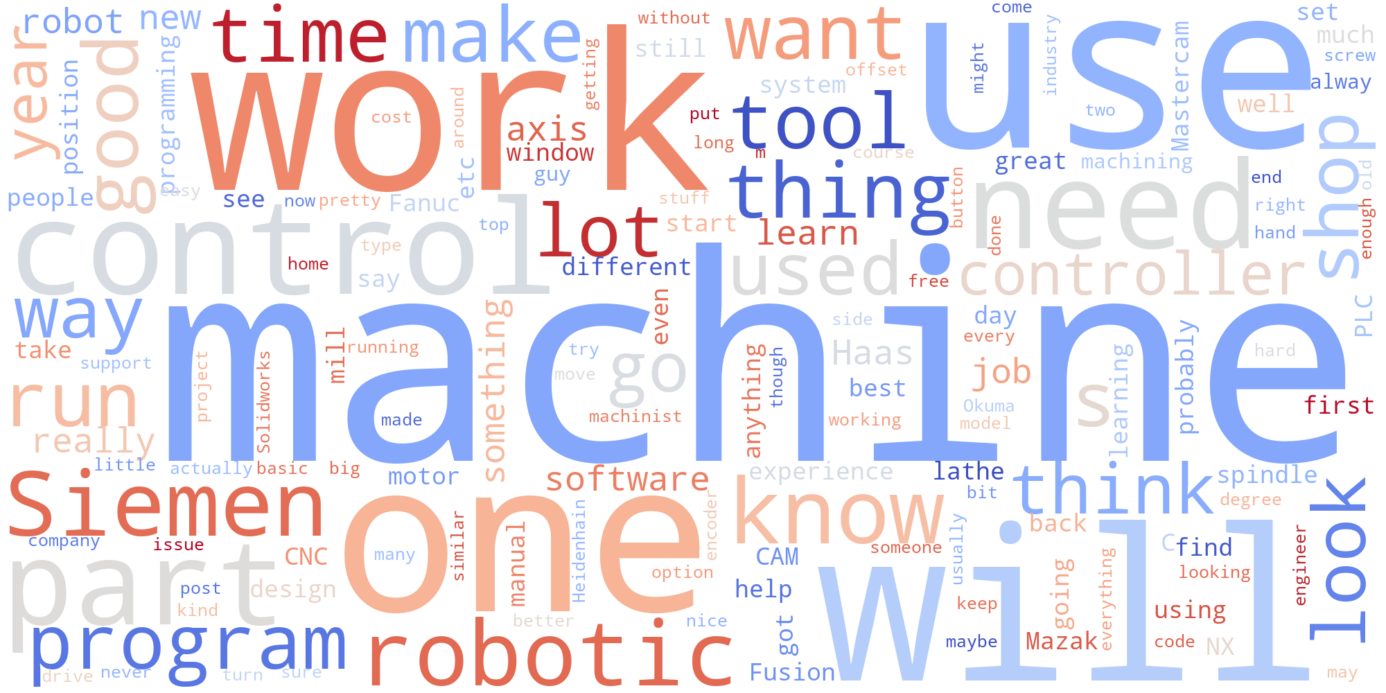 robot
new
time
make
without
still
want
come
set
much
year
good
position
programming
work
cost
getting
around
axis
window
put
long
m
offset
system
tool
use
might
industry
two
Mastercam
well
screw
alway
shop
people
easy
see
now
pretty
Fanuc
etc
guy
stuff
course
thing
great
machining
button
need
end
right
hand
old
enough
control
home
type
say
top
lot
different
start
learn
used
free
done
controller
way
take
support
machine
mill
running
project
Solidworks
something
try
move
made
go
even
machinist
anything
though
side
Haas
best
working
day
every
job
Okuma
model
s
learning
probably
hard
PLC
first
run
really
little
actually
basic
big
motor
software
experience
lathe
bit
think
spindle
degree
look
Siemen
company
issue
CNC
one
many
similar
manual
Heidenhain
option
encoder
know
CAM
someone
usually
back
C
find
looking
engineer
part
post
kind
design
help
will
keep
maybe
going
everything
using
code
NX
Mazak
program
drive
never
turn
sure
robotic
better
nice
got
Fusion
may